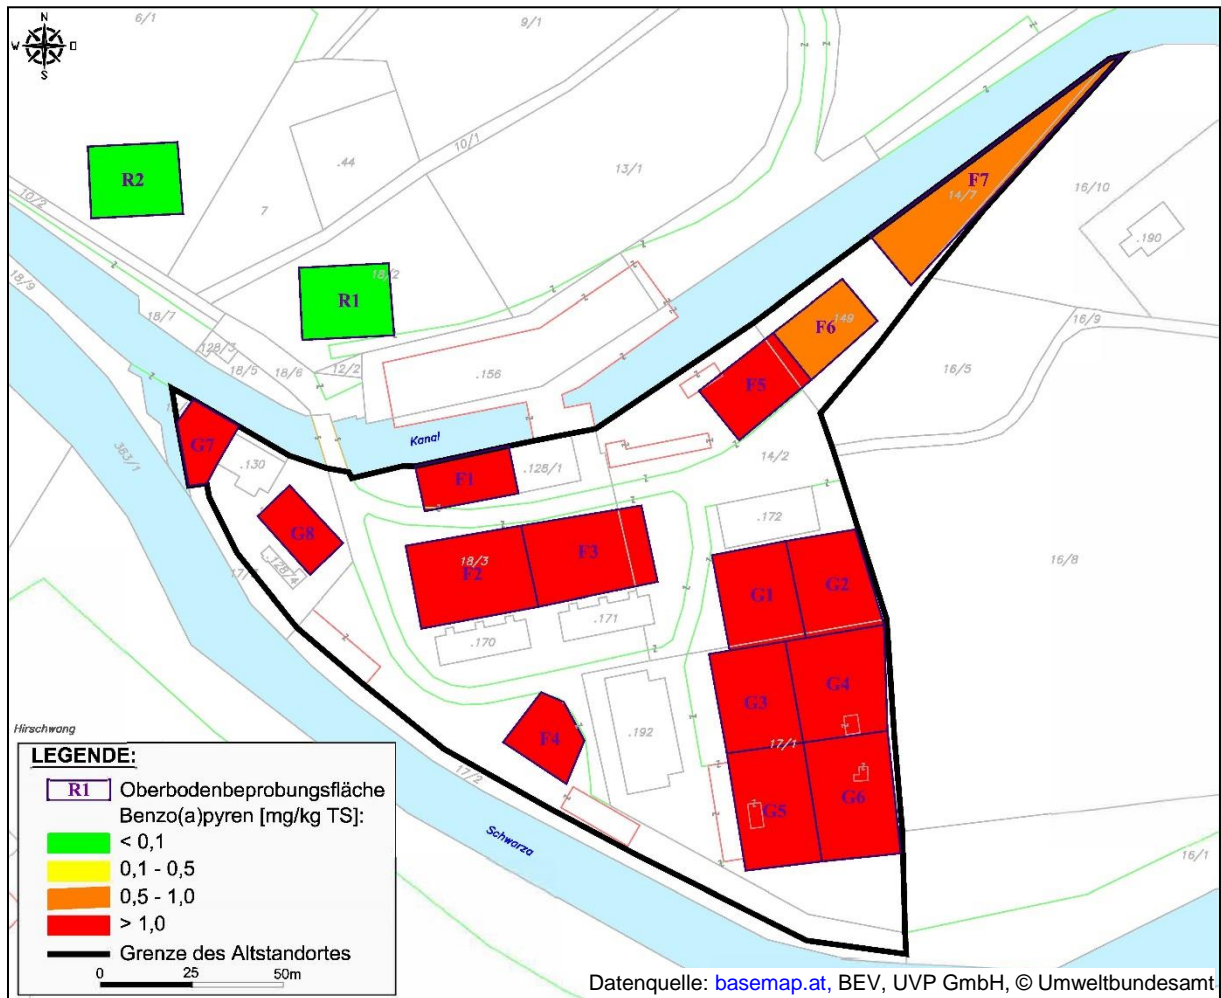 N
W O
S
6/1
9/1
10/1
.44
13/1
R2
7
10/2
F7
14/7
16/10
.190
18/9
18/2
R1
18/7
128/3
18/5
18/6
12/2
.156
149
F6
16/9
16/5
F5
G7
383/1
.130
Kanal
F1
.128/1
14/2
.172
G8
.128/4
18/3
F2
F3
G1
G2
16/8
.170
.171
G3
G4
F4
.192
17/1
G5
G6
17/2
Schwarza
16/1
Hirschwang
LEGENDE:
R1 Oberbodenbeprobungsfläche
Benzo(a)pyren [mg/kg TS]:
< 0,1
0,1 - 0,5
0,5 - 1,0
> 1,0
Grenze des Altstandortes
0 25 50m
Datenquelle: basemap.at, BEV, UVP GmbH, © Umweltbundesamt